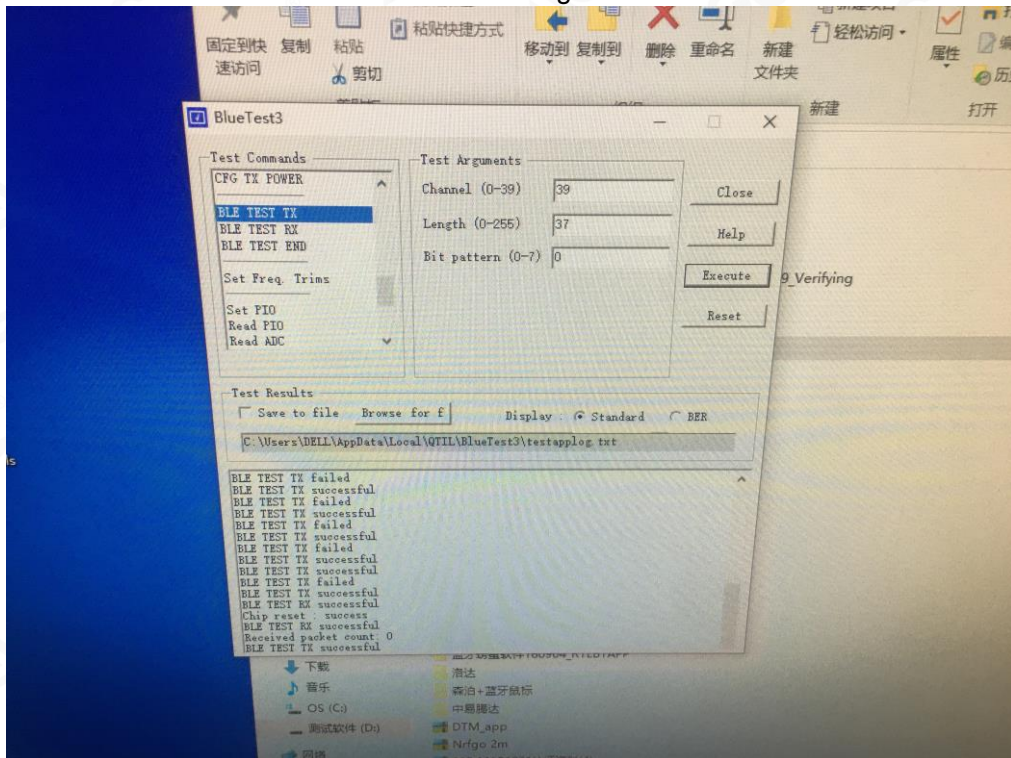 固定到快
速访问
复制
粘贴
粘贴快捷方式
剪切
移动到
复制到
删除
重命名
新建
文件夹
轻松访问
新建
属性
打开
BlueTest3
Test Commands
CFG TX POWER
BLE TEST TX
BLE TEST RX
BLE TEST END
Set Freq. Trims
Set PIO
Read PIO
Read ADC
Test Arguments
Channel (0-39) 39
Length (0-255) 37
Bit pattern (0-7) 0
Close
Help
Execute
Reset
9_Verifying
Test Results
Save to file Browse for f Display Standard BER
C:\Users\DELL\AppData\Local\QTIL\BlueTest3\testapplog.txt
BLE TEST TX failed
BLE TEST TX successful
BLE TEST TX failed
BLE TEST TX successful
BLE TEST TX failed
BLE TEST TX successful
BLE TEST TX failed
BLE TEST TX successful
BLE TEST TX successful
BLE TEST TX failed
BLE TEST TX successful
BLE TEST RX successful
Chip reset : success
BLE TEST RX successful
Received packet count: 0
BLE TEST TX successful
下载
音乐
OS (C:)
测试软件 (D:)
网络
浩达
森泊+蓝牙鼠标
中易腾达
DTM_app
Nrfgo 2m